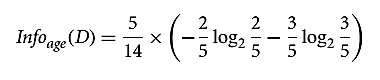 Info_age(D) = 5/14 × (−2/5 log₂ 2/5 − 3/5 log₂ 3/5)